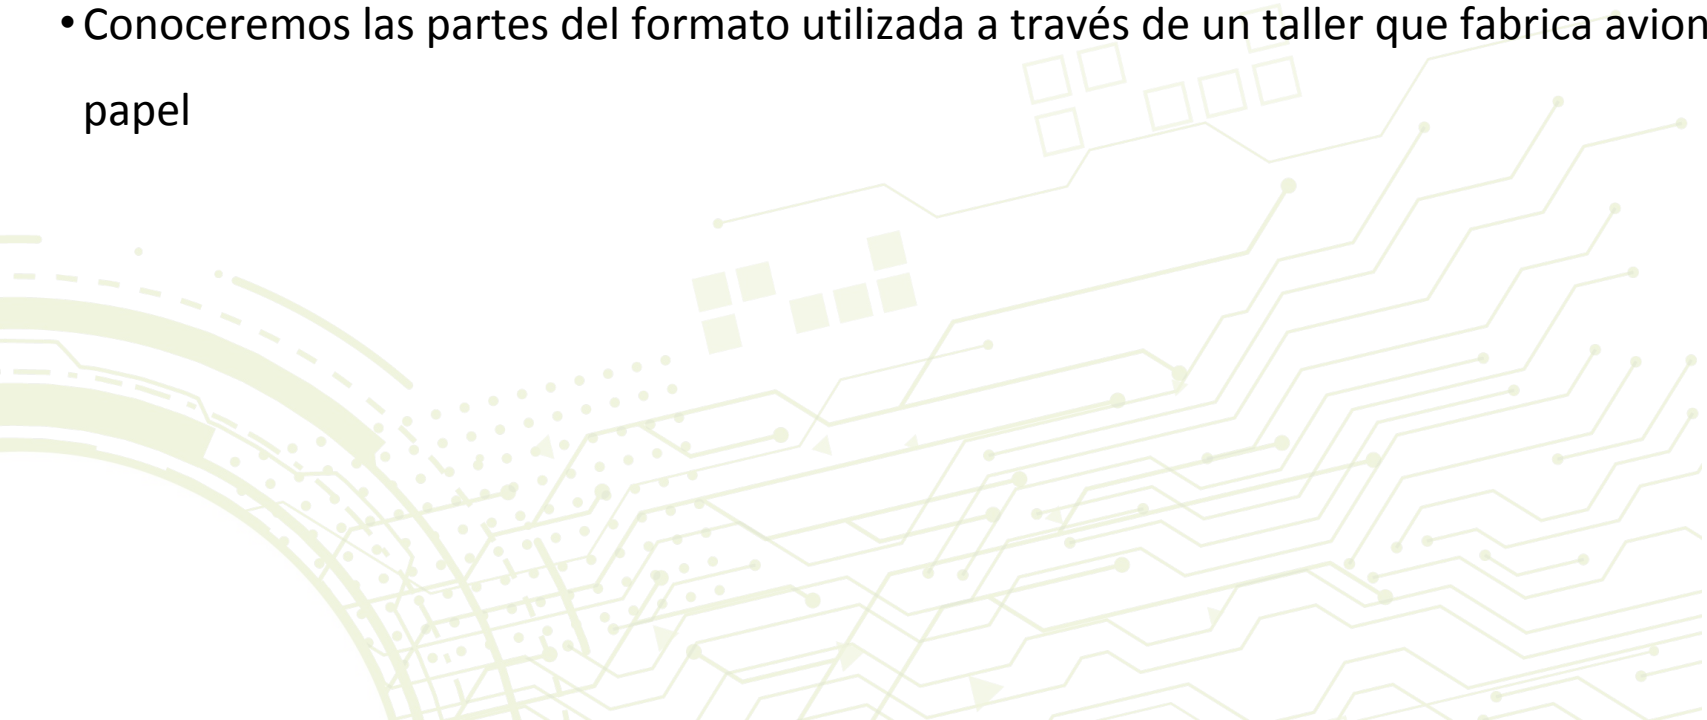 • Conoceremos las partes del formato utilizada a través de un taller que fabrica avion
papel